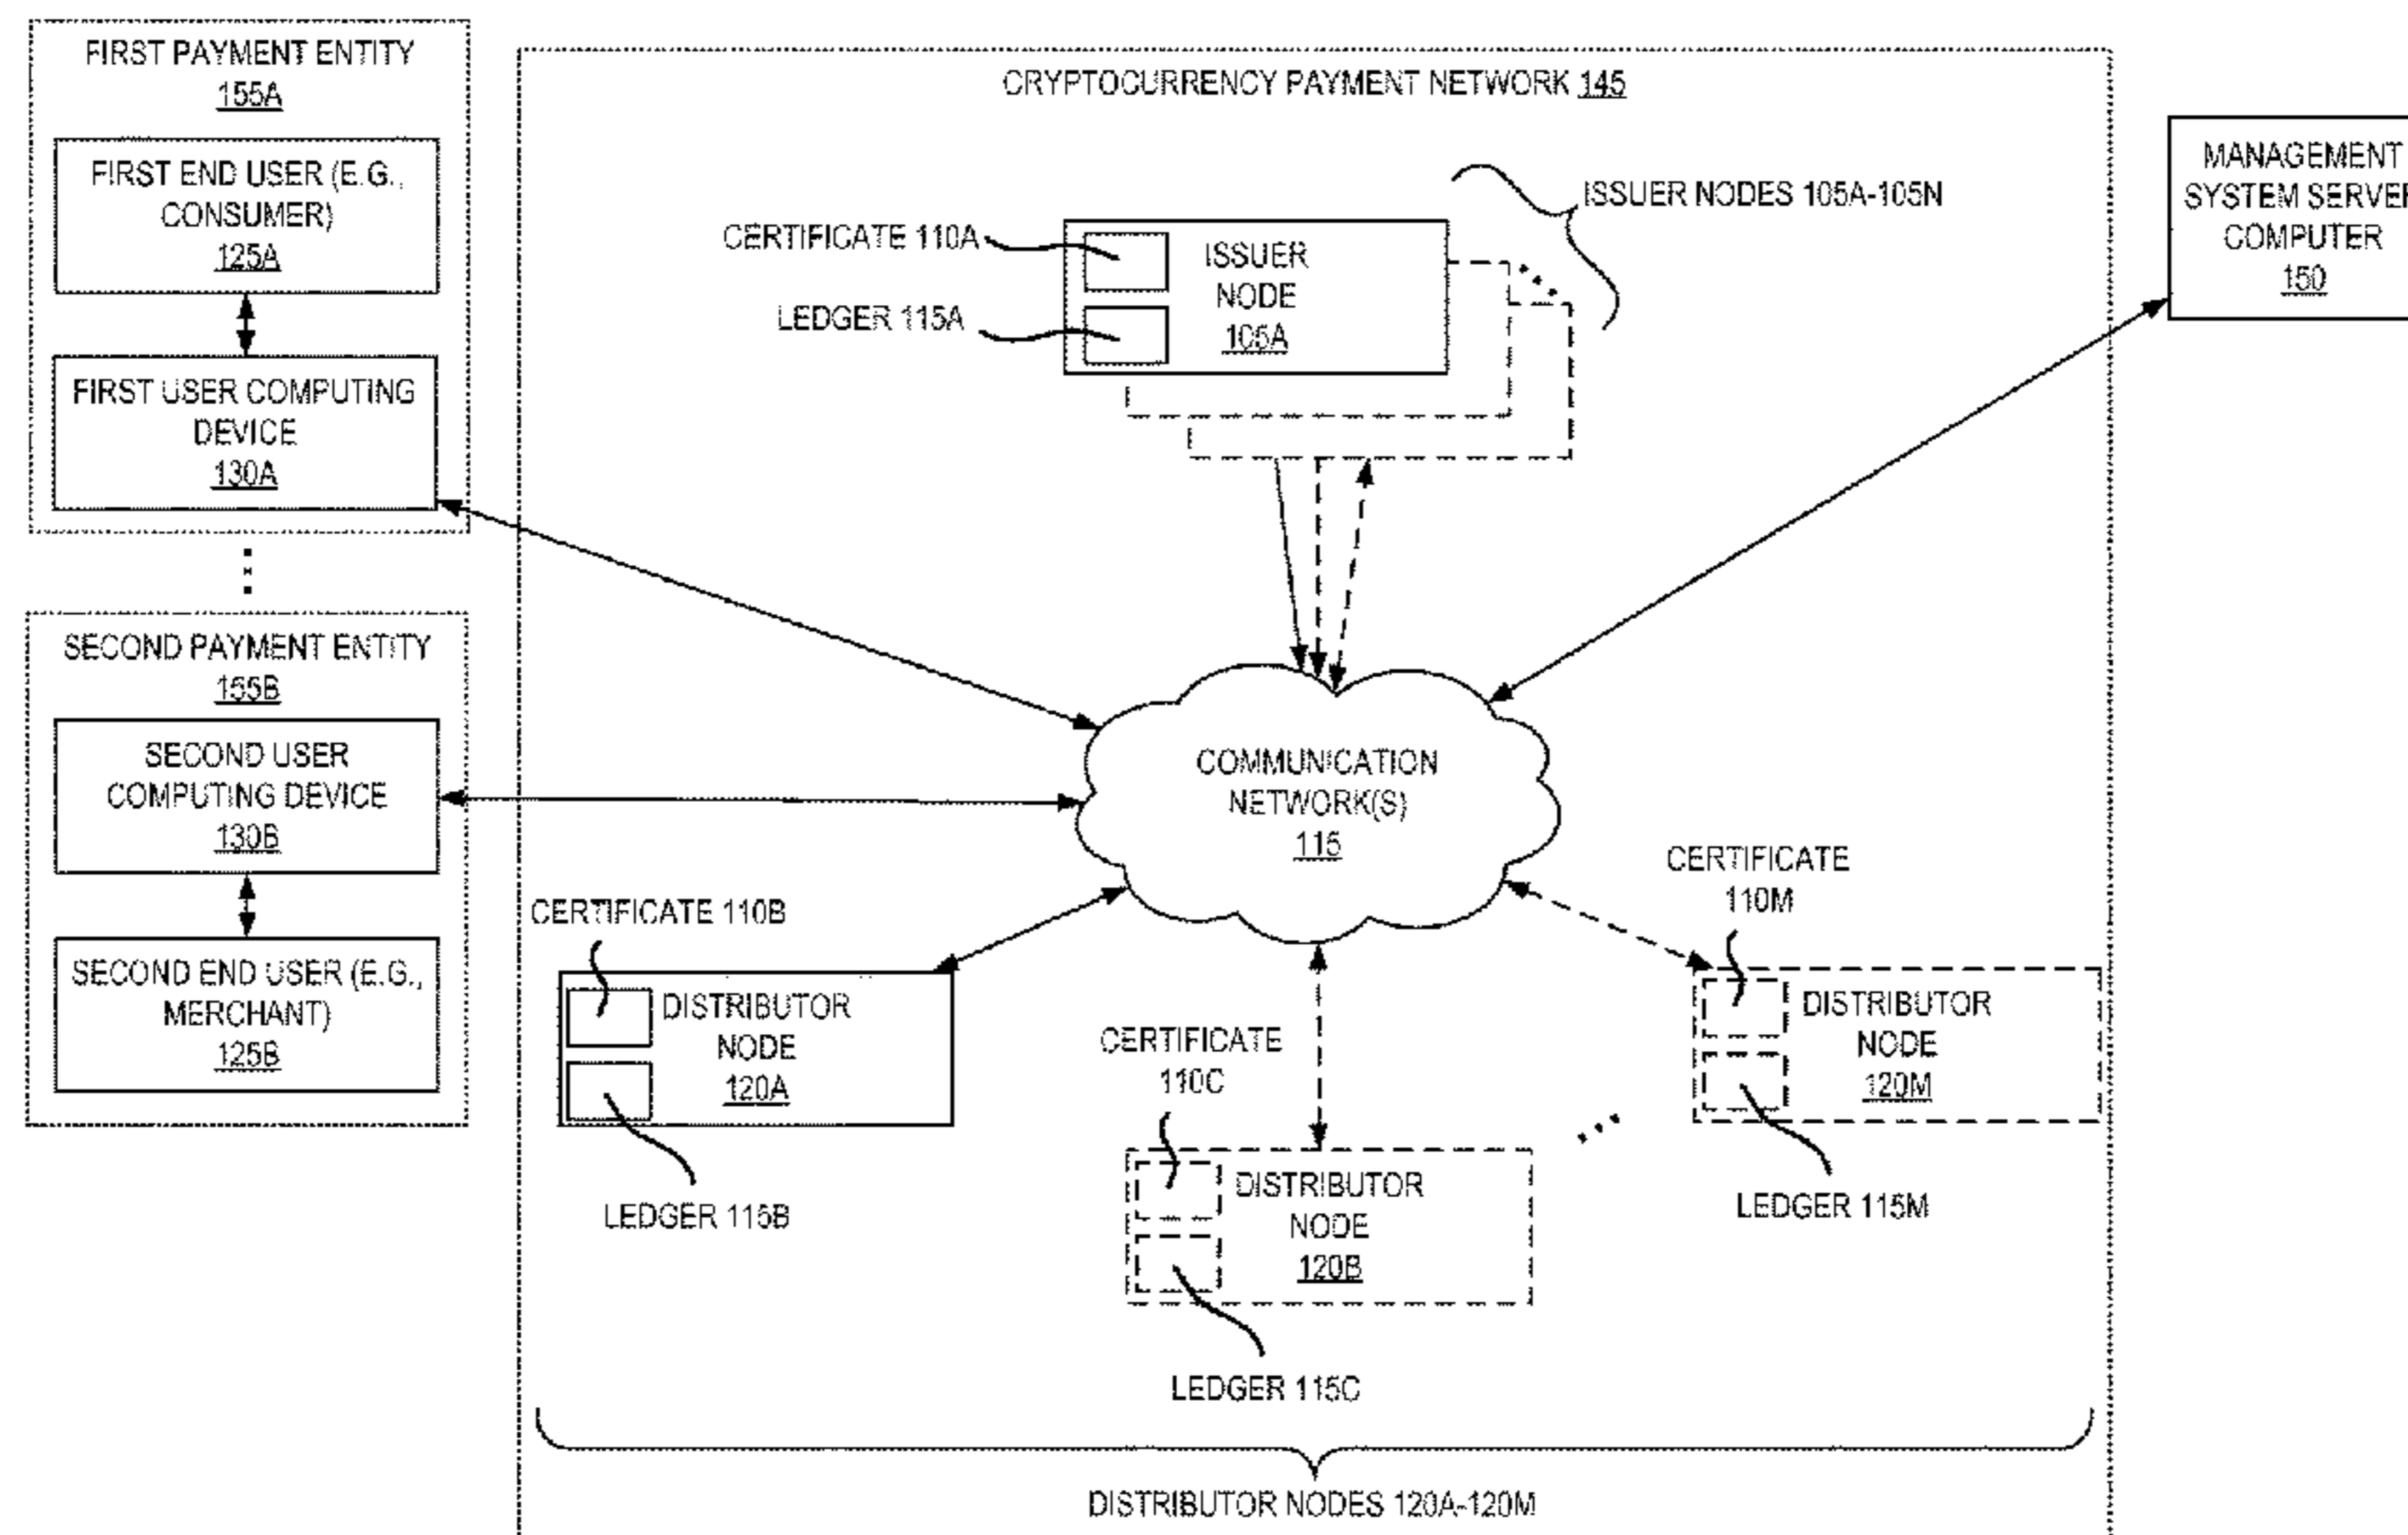 FIRST PAYMENT ENTITY
155A
FIRST END USER (E.G.,
CONSUMER)
125A
FIRST USER COMPUTING
DEVICE
130A
SECOND PAYMENT ENTITY
155B
SECOND USER
COMPUTING DEVICE
130B
SECOND END USER (E.G.,
MERCHANT)
125B
CRYPTOCURRENCY PAYMENT NETWORK 145
ISSUER NODES 105A-105N
CERTIFICATE 110A
LEDGER 115A
ISSUER
NODE
105A
MANAGEMENT
SYSTEM SERVER
COMPUTER
150
COMMUNICATION
NETWORK(S)
115
CERTIFICATE 110B
DISTRIBUTOR
NODE
120A
LEDGER 115B
CERTIFICATE
110C
DISTRIBUTOR
NODE
120B
LEDGER 115C
CERTIFICATE
110M
DISTRIBUTOR
NODE
120M
LEDGER 115M
DISTRIBUTOR NODES 120A-120M